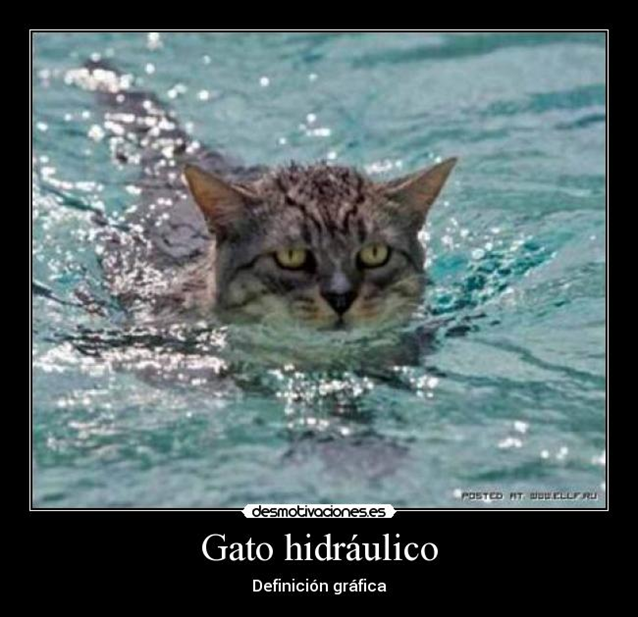 POSTED AT WWW.ELLF.RU
desmotivaciones.es
Gato hidráulico
Definición gráfica